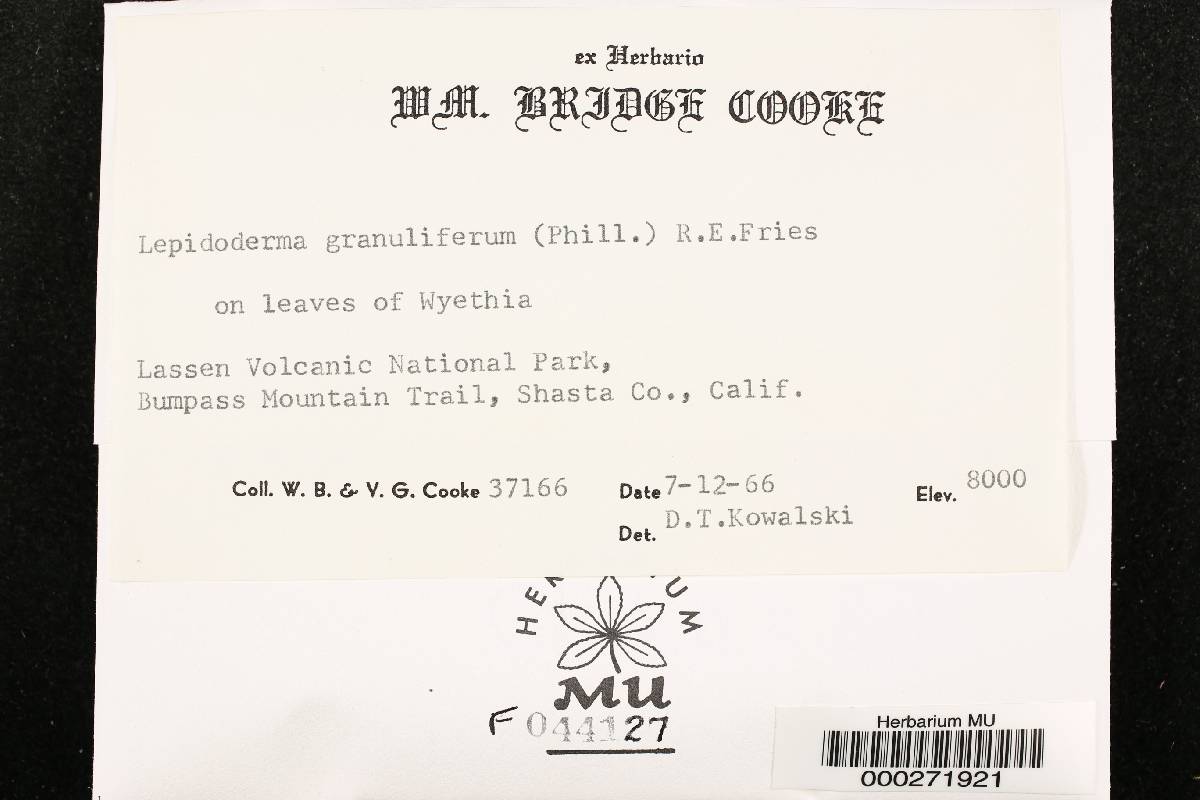 ex Herbario
WM. BRIDGE COOKE
Lepidoderma granuliferum (Phill.) R.E.Fries
on leaves of Wyethia
Lassen Volcanic National Park,
Bumpass Mountain Trail, Shasta Co., Calif.
Coll. W. B. & V. G. Cooke 37166 Date 7-12-66 Elev. 8000
Det. D.T.Kowalski
MU
F 044127
Herbarium MU
000271921